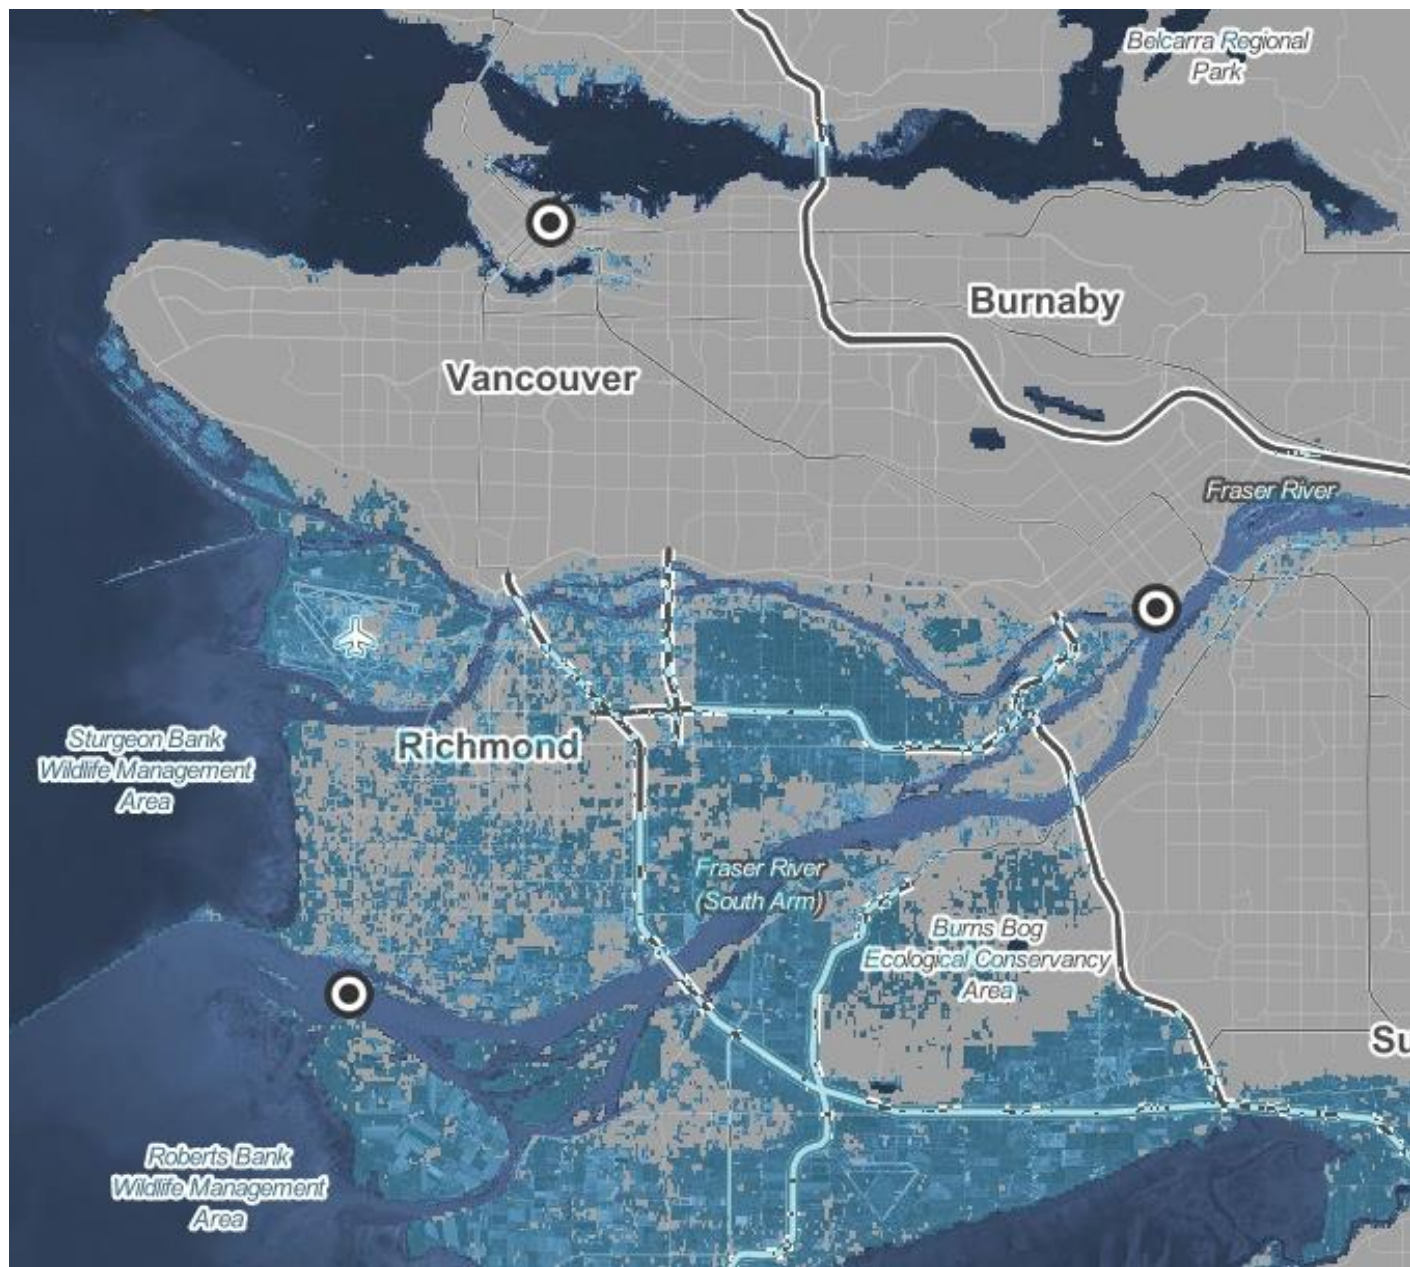 Belcarra Regional
Park
Burnaby
Vancouver
Fraser River
Sturgeon Bank
Wildlife Management
Area
Richmond
Fraser River
(South Arm)
Burns Bog
Ecological Conservancy
Area
Su
Roberts Bank
Wildlife Management
Area